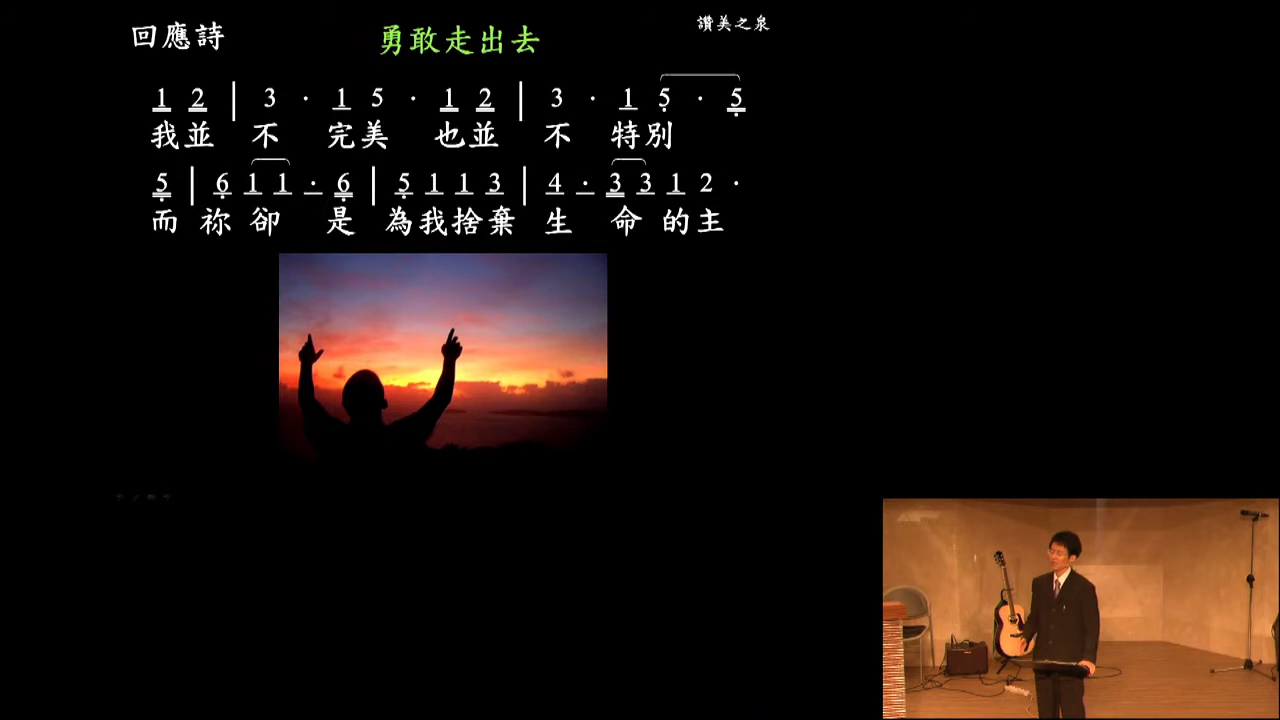 回應詩 勇敢走出去 讚美之泉
1 2 | 3 · 1 5 · 1 2 | 3 · 1 5 · 5
我並 不 完美 也並 不 特別
5 | 6 1 1 · 6 | 5 1 1 3 | 4 · 3 3 1 2 ·
而 祢 卻 是 為我捨棄 生 命 的主